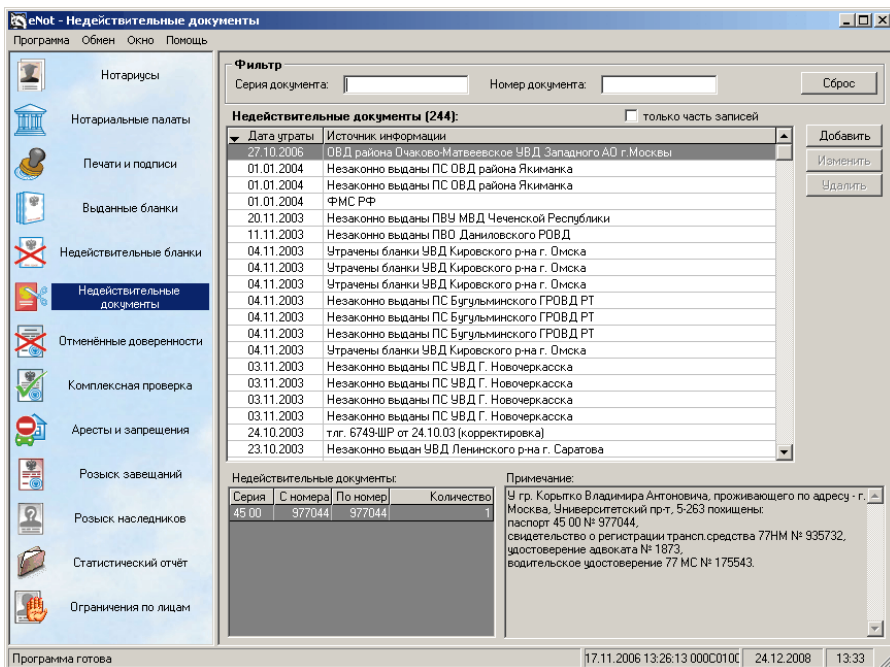 eNot - Недействительные документы
Программа Обмен Окно Помощь
Нотариусы
Нотариальные палаты
Печати и подписи
Выданные бланки
Недействительные бланки
Недействительные
документы
Отменённые доверенности
Комплексная проверка
Аресты и запрещения
Розыск завещаний
Розыск наследников
Статистический отчёт
Ограничения по лицам
Фильтр
Серия документа: Номер документа: Сброс
Недействительные документы (244): только часть записей
Добавить
Изменить
Удалить
Дата утраты Источник информации
27.10.2006 ОВД района Очаково-Матвеевское УВД Западного АО г.Москвы
01.01.2004 Незаконно выданы ПС ОВД района Якиманка
01.01.2004 Незаконно выданы ПС ОВД района Якиманка
01.01.2004 ФМС РФ
20.11.2003 Незаконно выданы ПВУ МВД Чеченской Республики
11.11.2003 Незаконно выданы ПВО Даниловского РОВД
04.11.2003 Утрачены бланки УВД Кировского р-на г. Омска
04.11.2003 Утрачены бланки УВД Кировского р-на г. Омска
04.11.2003 Утрачены бланки УВД Кировского р-на г. Омска
04.11.2003 Незаконно выданы ПС Бугульминского ГРОВД РТ
04.11.2003 Незаконно выданы ПС Бугульминского ГРОВД РТ
04.11.2003 Незаконно выданы ПС Бугульминского ГРОВД РТ
04.11.2003 Утрачены бланки УВД Кировского р-на г. Омска
03.11.2003 Незаконно выданы ПС УВД Г. Новочеркасска
03.11.2003 Незаконно выданы ПС УВД Г. Новочеркасска
03.11.2003 Незаконно выданы ПС УВД Г. Новочеркасска
03.11.2003 Незаконно выданы ПС УВД Г. Новочеркасска
24.10.2003 тлг. 6749-ШР от 24.10.03 (корректировка)
23.10.2003 Незаконно выдан УВД Ленинского р-на г. Саратова
Недействительные документы:
Серия С номера По номер Количество
45 00 977044 977044 1
Примечание:
У гр. Корытко Владимира Антоновича, проживающего по адресу - г.
Москва, Университетский пр-т, 5-263 похищены:
паспорт 45 00 № 977044,
свидетельство о регистрации трансп.средства 77НМ № 935732,
удостоверение адвоката № 1873,
водительское удостоверение 77 МС № 175543.
Программа готова 17.11.2006 13:26:13 000C010C 24.12.2008 13:33